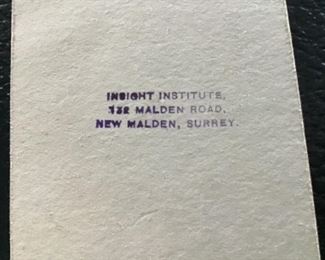 INSIGHT INSTITUTE,
132 MALDEN ROAD,
NEW MALDEN, SURREY.